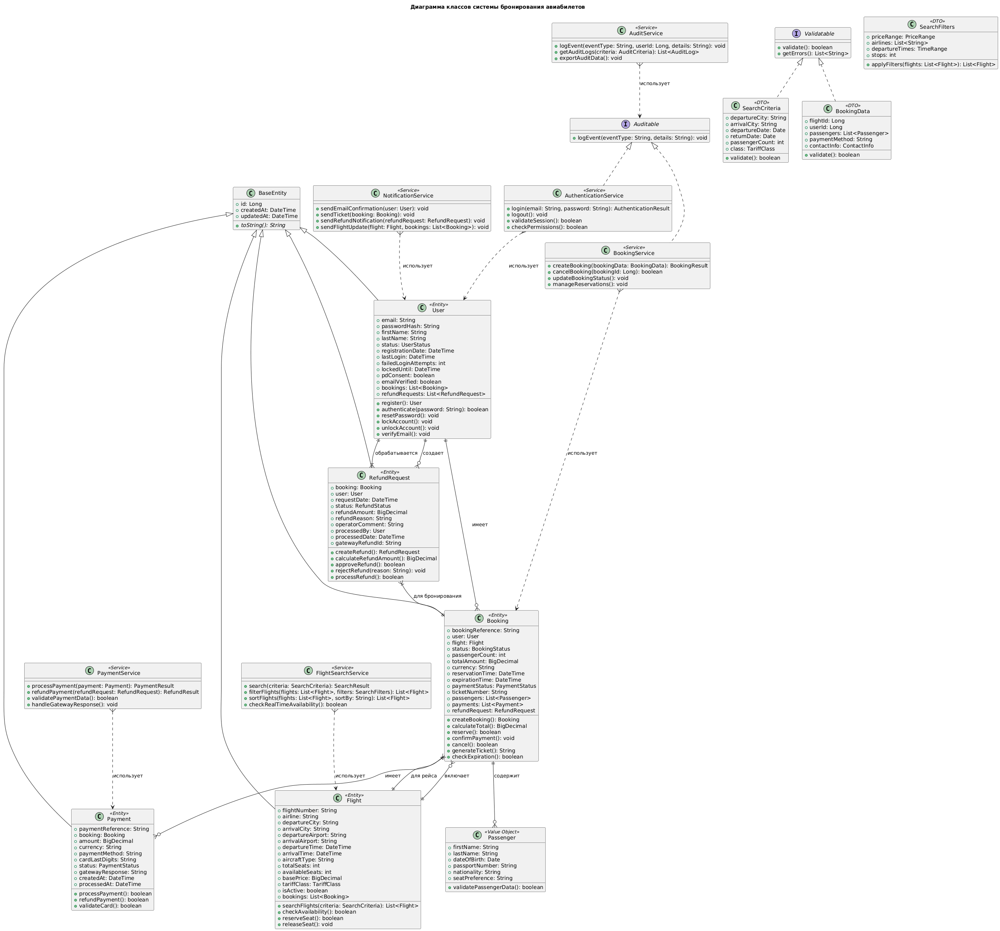 Диаграмма классов системы бронирования авиабилетов
«Service»
AuditService
logEvent(eventType: String, userId: Long, details: String): void
getAuditLogs(criteria: AuditCriteria): List<AuditLog>
exportAuditData(): void
Validatable
validate(): boolean
getErrors(): List<String>
«DTO»
SearchFilters
priceRange: PriceRange
airlines: List<String>
departureTimes: TimeRange
stops: int
applyFilters(flights: List<Flight>): List<Flight>
использует
Auditable
logEvent(eventType: String, details: String): void
«DTO»
SearchCriteria
departureCity: String
arrivalCity: String
departureDate: Date
returnDate: Date
passengerCount: int
class: TariffClass
validate(): boolean
«DTO»
BookingData
flightId: Long
userId: Long
passengers: List<Passenger>
paymentMethod: String
contactInfo: ContactInfo
validate(): boolean
BaseEntity
id: Long
createdAt: DateTime
updatedAt: DateTime
toString(): String
«Service»
NotificationService
sendEmailConfirmation(user: User): void
sendTicket(booking: Booking): void
sendRefundNotification(refundRequest: RefundRequest): void
sendFlightUpdate(flight: Flight, bookings: List<Booking>): void
«Service»
AuthenticationService
login(email: String, password: String): AuthenticationResult
logout(): void
validateSession(): boolean
checkPermissions(): boolean
«Service»
BookingService
createBooking(bookingData: BookingData): BookingResult
cancelBooking(bookingId: Long): boolean
updateBookingStatus(): void
manageReservations(): void
использует
использует
«Entity»
User
email: String
passwordHash: String
firstName: String
lastName: String
status: UserStatus
registrationDate: DateTime
lastLogin: DateTime
failedLoginAttempts: int
lockedUntil: DateTime
pdConsent: boolean
emailVerified: boolean
bookings: List<Booking>
refundRequests: List<RefundRequest>
register(): User
authenticate(password: String): boolean
resetPassword(): void
lockAccount(): void
unlockAccount(): void
verifyEmail(): void
обрабатывается
создает
использует
«Entity»
RefundRequest
booking: Booking
user: User
requestDate: DateTime
status: RefundStatus
refundAmount: BigDecimal
refundReason: String
operatorComment: String
processedBy: User
processedDate: DateTime
gatewayRefundId: String
createRefund(): RefundRequest
calculateRefundAmount(): BigDecimal
approveRefund(): boolean
rejectRefund(reason: String): void
processRefund(): boolean
имеет
для бронирования
«Entity»
Booking
bookingReference: String
user: User
flight: Flight
status: BookingStatus
passengerCount: int
totalAmount: BigDecimal
currency: String
reservationTime: DateTime
expirationTime: DateTime
paymentStatus: PaymentStatus
ticketNumber: String
passengers: List<Passenger>
payments: List<Payment>
refundRequest: RefundRequest
createBooking(): Booking
calculateTotal(): BigDecimal
reserve(): boolean
confirmPayment(): void
cancel(): boolean
generateTicket(): String
checkExpiration(): boolean
«Service»
PaymentService
processPayment(payment: Payment): PaymentResult
refundPayment(refundRequest: RefundRequest): RefundResult
validatePaymentData(): boolean
handleGatewayResponse(): void
«Service»
FlightSearchService
search(criteria: SearchCriteria): SearchResult
filterFlights(flights: List<Flight>, filters: SearchFilters): List<Flight>
sortFlights(flights: List<Flight>, sortBy: String): List<Flight>
checkRealTimeAvailability(): boolean
использует
использует
имеет
для рейса
включает
содержит
«Entity»
Payment
paymentReference: String
booking: Booking
amount: BigDecimal
currency: String
paymentMethod: String
cardLastDigits: String
status: PaymentStatus
gatewayResponse: String
createdAt: DateTime
processedAt: DateTime
processPayment(): boolean
refundPayment(): boolean
validateCard(): boolean
«Entity»
Flight
flightNumber: String
airline: String
departureCity: String
arrivalCity: String
departureAirport: String
arrivalAirport: String
departureTime: DateTime
arrivalTime: DateTime
aircraftType: String
totalSeats: int
availableSeats: int
basePrice: BigDecimal
tariffClass: TariffClass
isActive: boolean
bookings: List<Booking>
searchFlights(criteria: SearchCriteria): List<Flight>
checkAvailability(): boolean
reserveSeat(): boolean
releaseSeat(): void
«Value Object»
Passenger
firstName: String
lastName: String
dateOfBirth: Date
passportNumber: String
nationality: String
seatPreference: String
validatePassengerData(): boolean